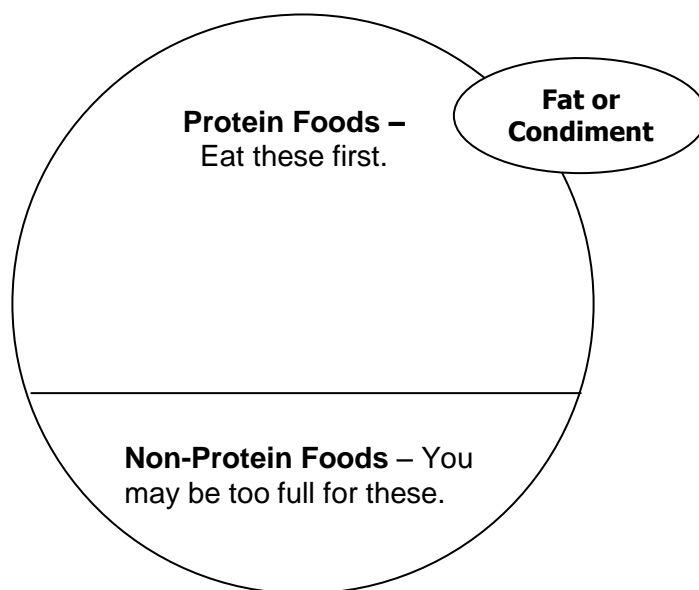 Protein Foods –
Eat these first.
Fat or
Condiment
Non-Protein Foods – You
may be too full for these.